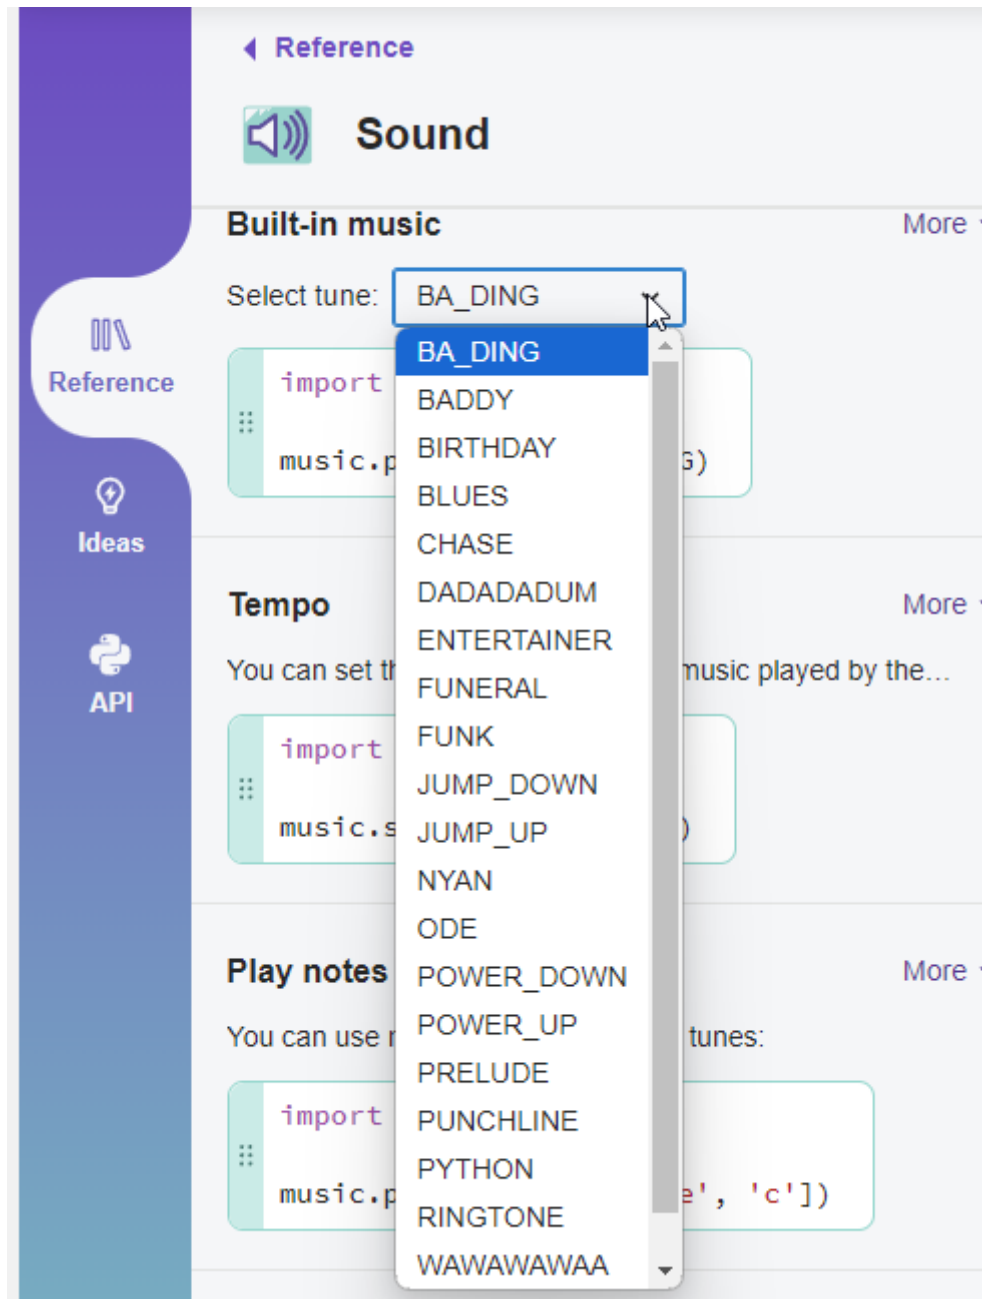 Reference
Sound
Built-in music More
Select tune: BA_DING
BA_DING
BADDY
BIRTHDAY
BLUES
CHASE
DADADADUM
ENTERTAINER
FUNERAL
FUNK
JUMP_DOWN
JUMP_UP
NYAN
ODE
POWER_DOWN
POWER_UP
PRELUDE
PUNCHLINE
PYTHON
RINGTONE
WAWAWAWAA
import
music.p G)
Tempo More
You can set th music played by the...
import
music.s )
Play notes More
You can use tunes:
import
music.p e', 'c'])
Reference
Ideas
API